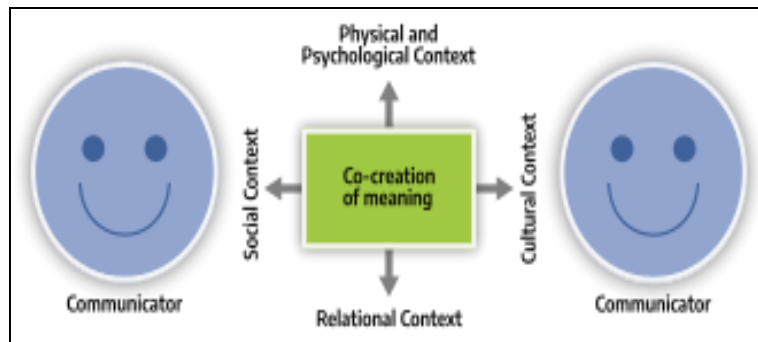 Physical and
Psychological Context
Social Context
Co-creation
of meaning
Cultural Context
Communicator
Relational Context
Communicator